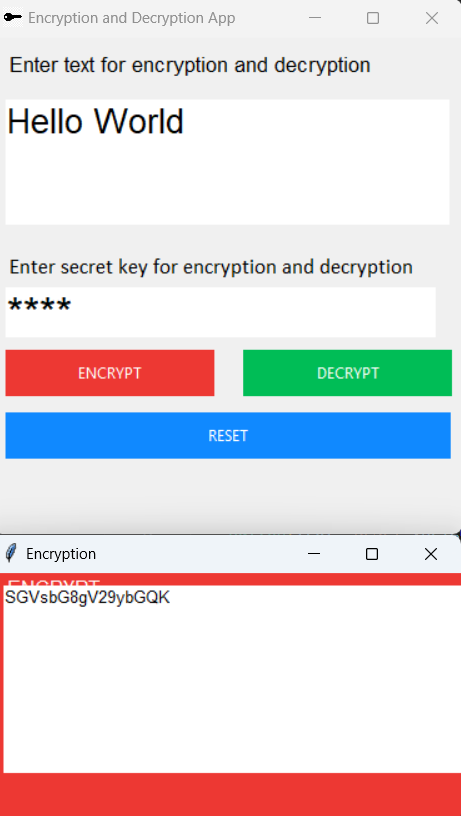 Encryption and Decryption App
Enter text for encryption and decryption
Hello World
Enter secret key for encryption and decryption
****
ENCRYPT DECRYPT
RESET
Encryption
ENCRYPT
SGVsbG8gV29ybGQK